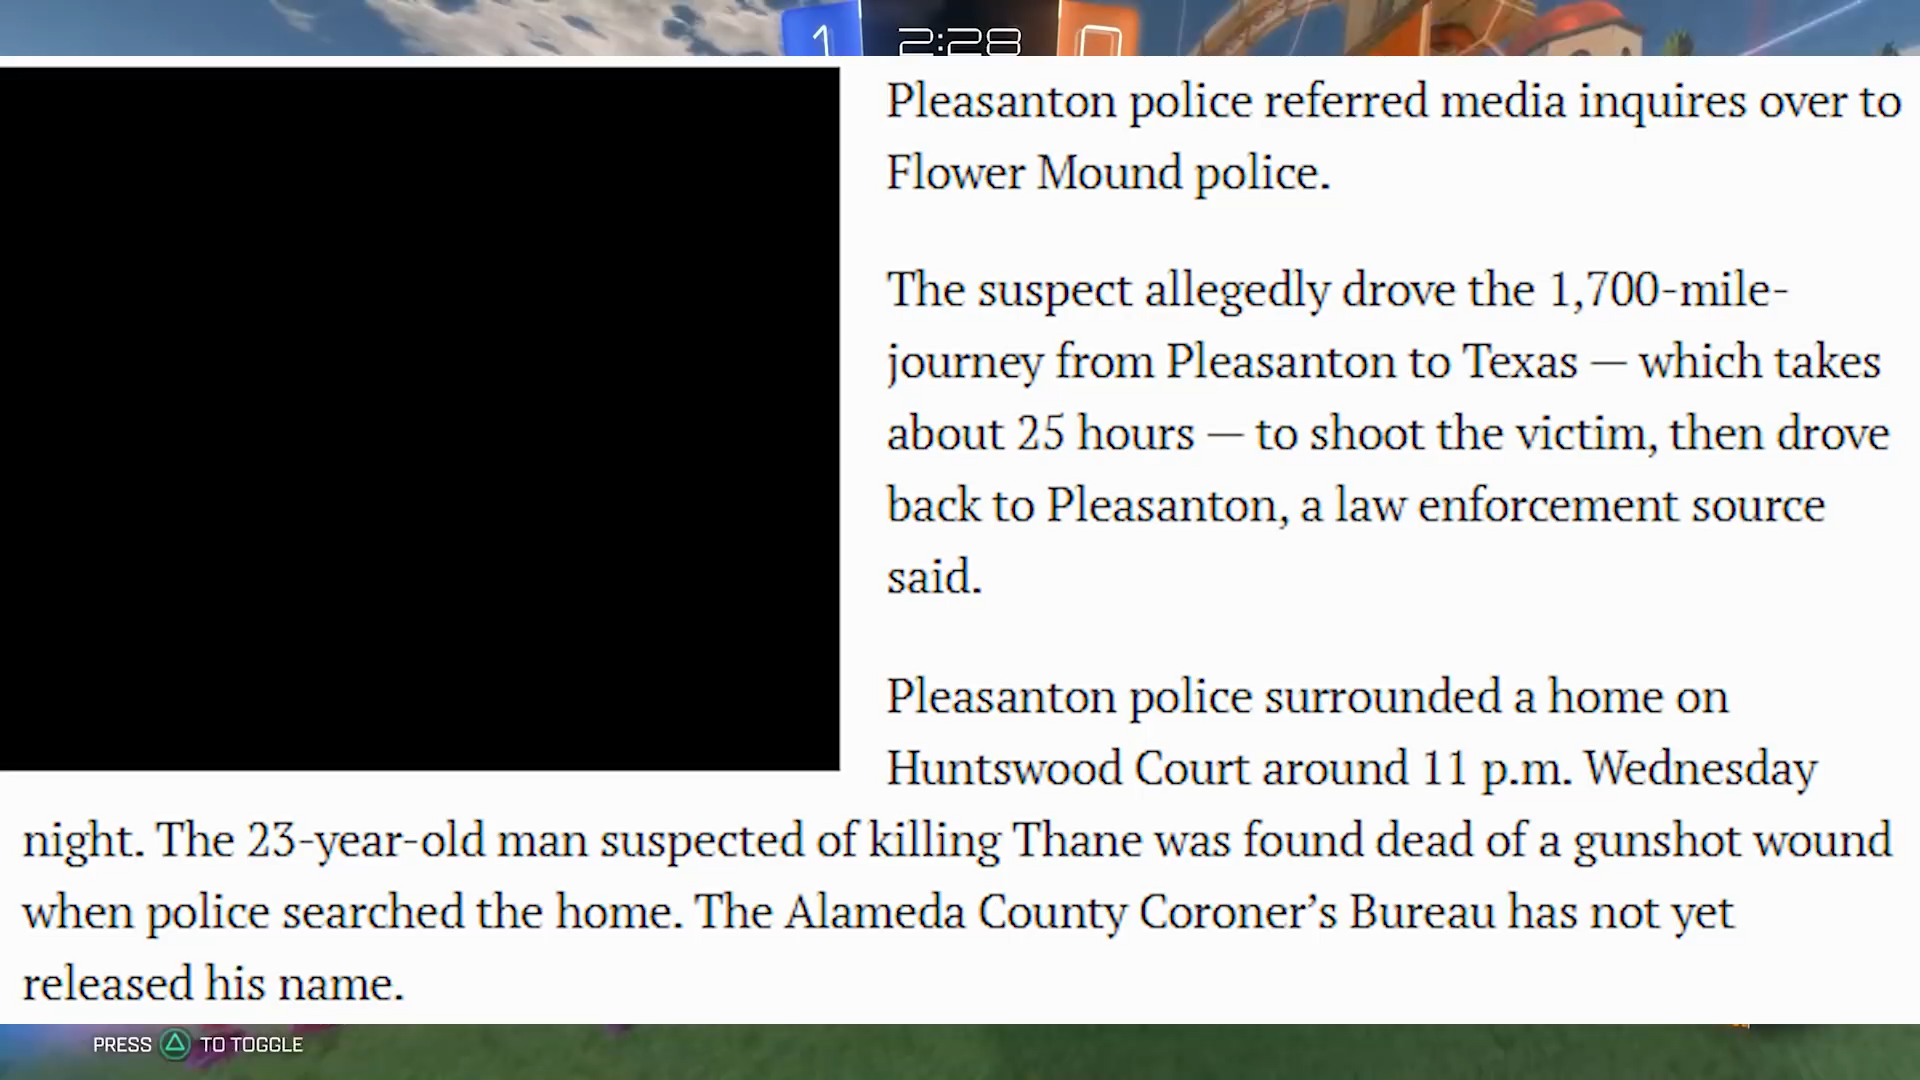 1 2:28 0
Pleasanton police referred media inquires over to
Flower Mound police.
The suspect allegedly drove the 1,700-mile-
journey from Pleasanton to Texas — which takes
about 25 hours — to shoot the victim, then drove
back to Pleasanton, a law enforcement source
said.
Pleasanton police surrounded a home on
Huntswood Court around 11 p.m. Wednesday
night. The 23-year-old man suspected of killing Thane was found dead of a gunshot wound
when police searched the home. The Alameda County Coroner’s Bureau has not yet
released his name.
PRESS TO TOGGLE